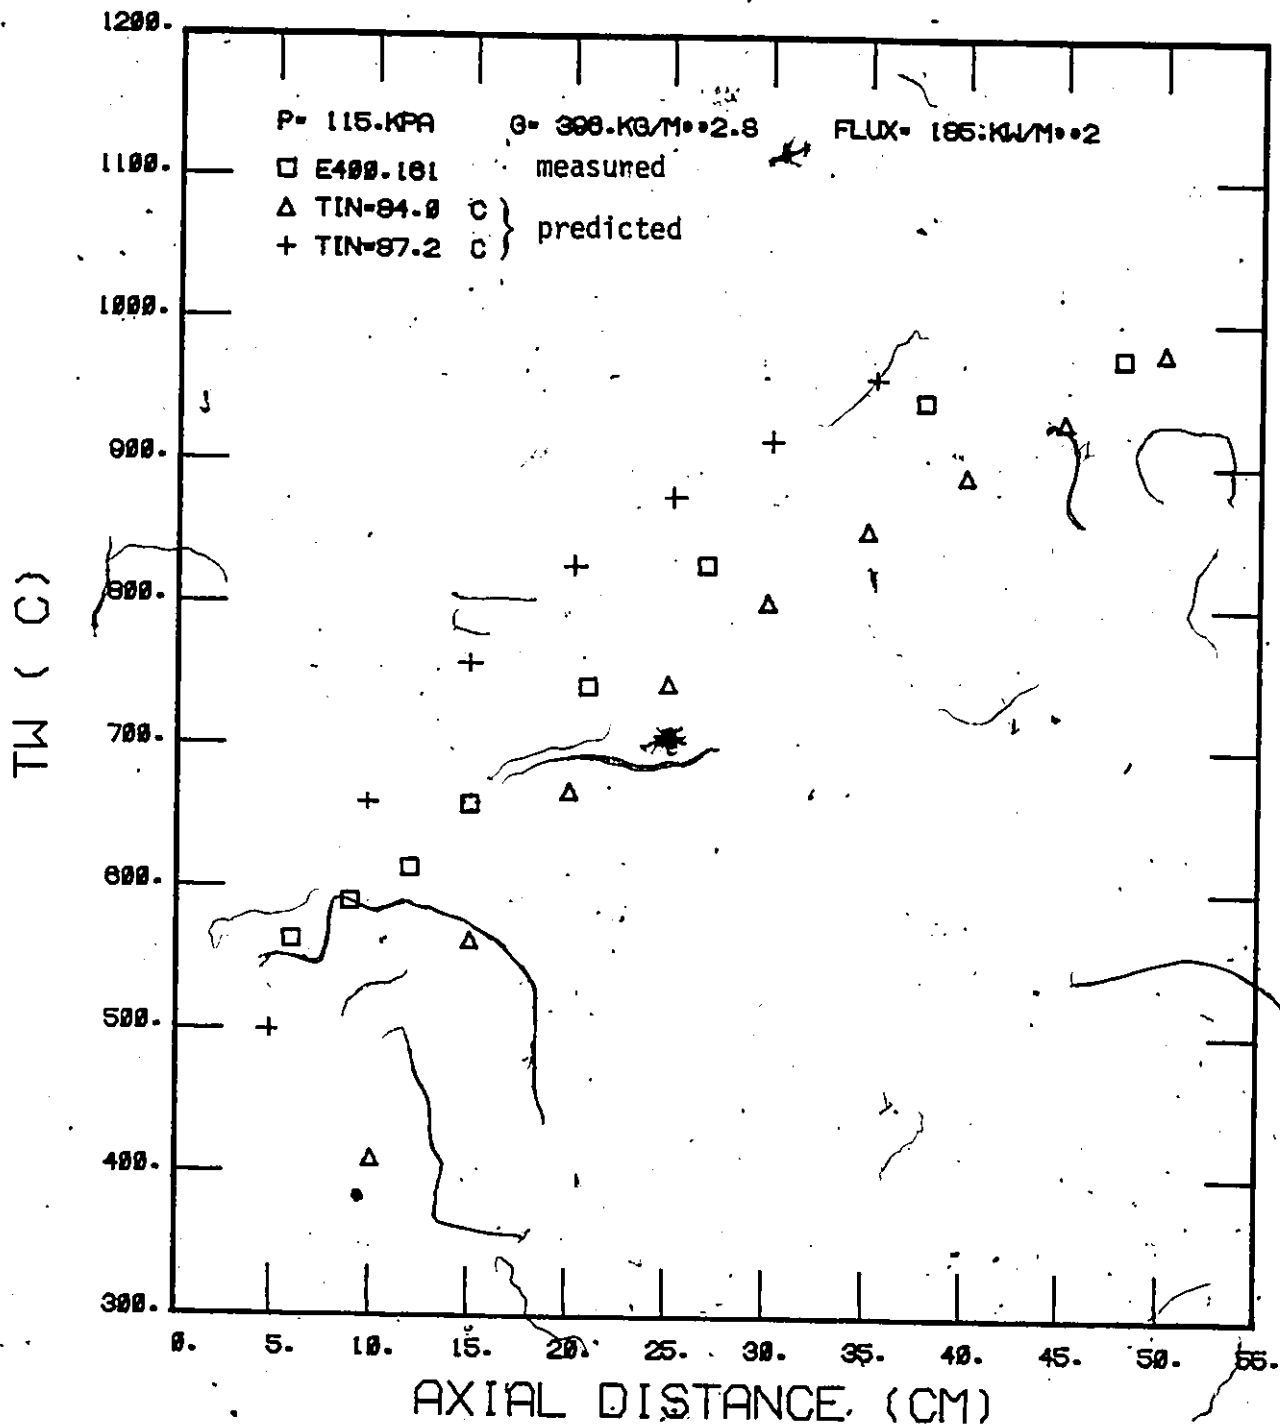 1200.
1100.
1000.
900.
800.
700.
600.
500.
400.
300.
TW ( C)
P= 115.KPA G= 398.KG/M**2.S FLUX= 185.KW/M**2
E400.161 measured
TIN=84.0 C
TIN=87.2 C
predicted
0. 5. 10. 15. 20. 25. 30. 35. 40. 45. 50. 55.
AXIAL DISTANCE (CM)